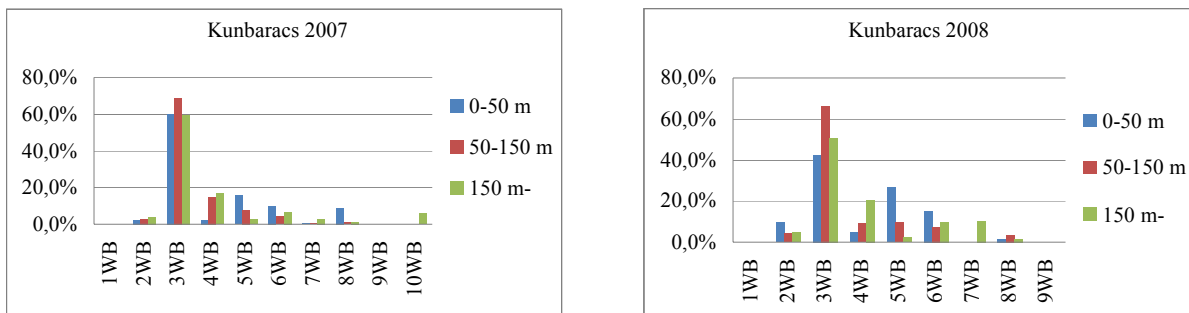 Kunbaracs 2007
80,0%
60,0%
40,0%
20,0%
0,0%
1WB
2WB
3WB
4WB
5WB
6WB
7WB
8WB
9WB
10WB
0-50 m
50-150 m
150 m-
Kunbaracs 2008
80,0%
60,0%
40,0%
20,0%
0,0%
1WB
2WB
3WB
4WB
5WB
6WB
7WB
8WB
9WB
0-50 m
50-150 m
150 m-